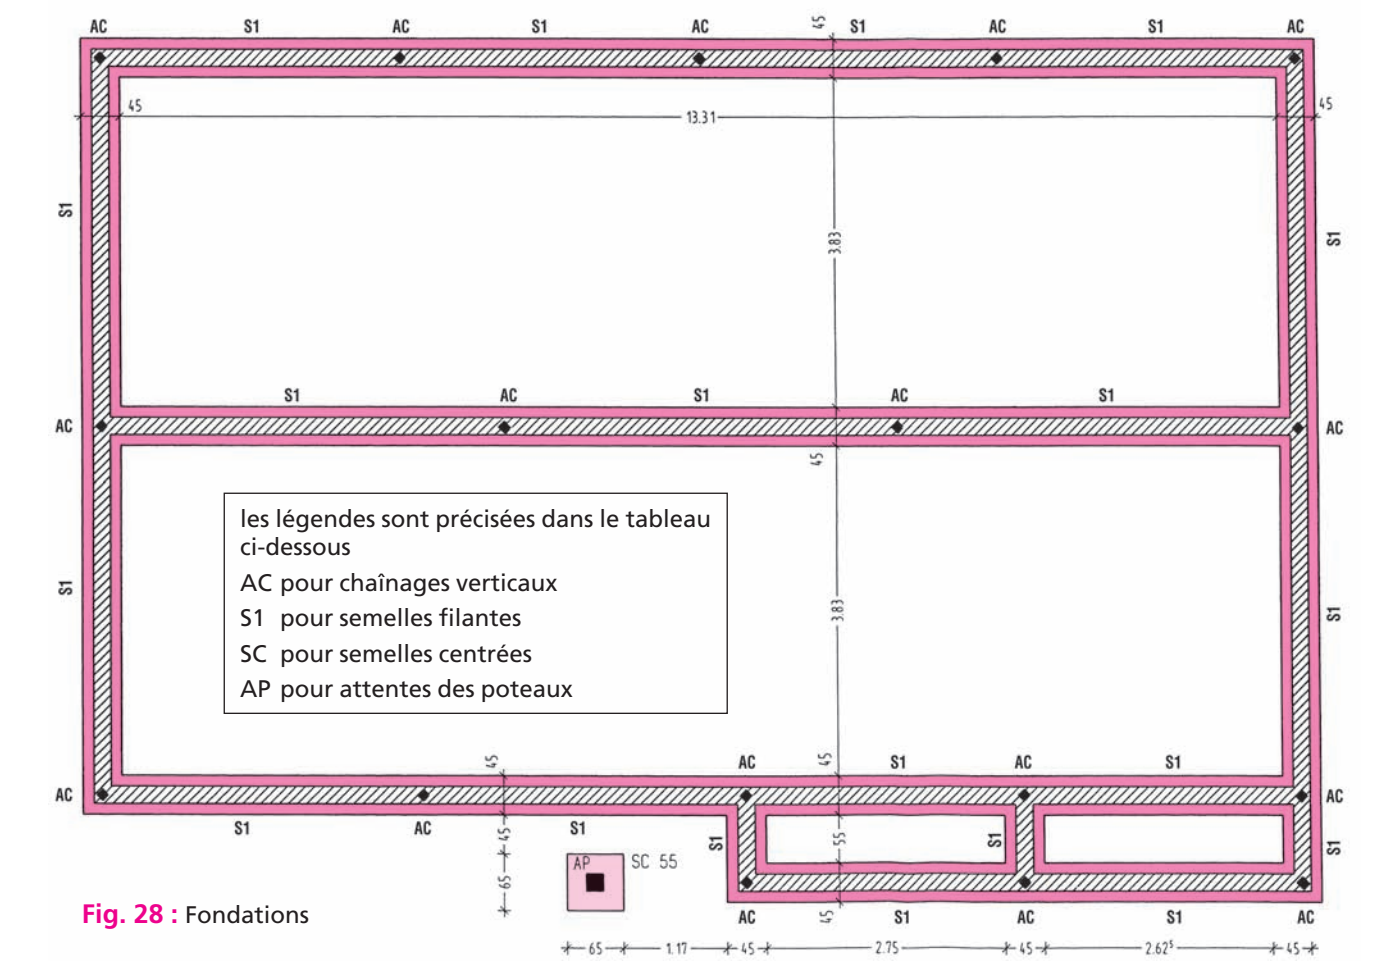 AC S1 AC S1 AC 45 S1 AC S1 AC
45 13.31 45
S1 3.83 S1
S1 AC S1 AC S1
AC AC
45
les légendes sont précisées dans le tableau
ci-dessous
AC pour chaînages verticaux
S1 pour semelles filantes
SC pour semelles centrées
AP pour attentes des poteaux
S1 3.83 S1
45 AC 45 S1 AC S1
AC AC
S1 AC 45 S1 S1 55 S1 S1
AP SC 55
65
Fig. 28 : Fondations
AC 45 S1 AC S1 AC
65 1.17 45 2.75 45 2.62⁵ 45